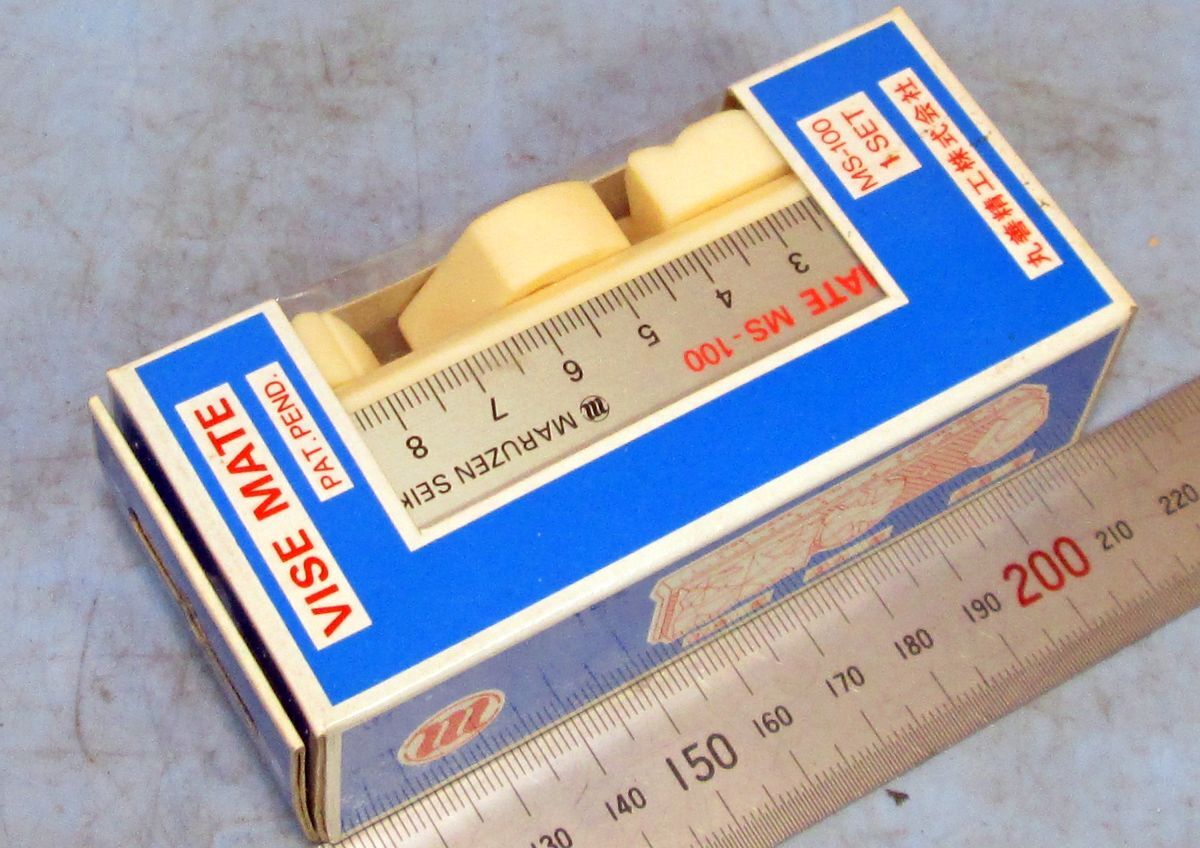 VISE MATE
PAT. PEND.
MS-100
1 SET
丸善精工株式会社
3
4
5
6
7
8
ATE MS-100
m MARUZEN SEIK
m
130
140
150
160
170
180
190
200
210
220